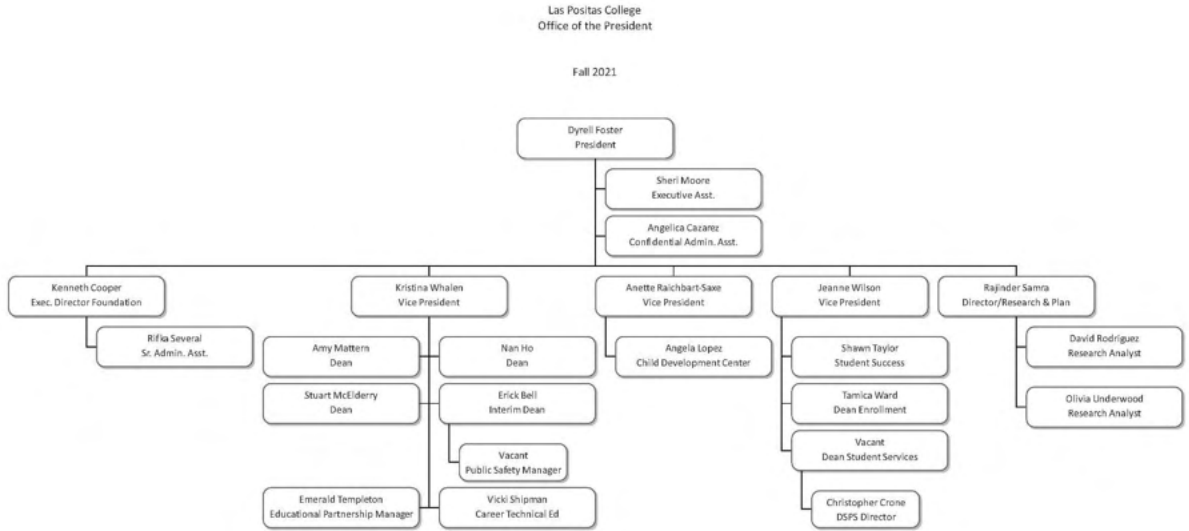 Las Positas College
Office of the President
Fall 2021
Dyrell Foster
President
Sheri Moore
Executive Asst.
Angelica Cazarez
Confidential Admin. Asst.
Kenneth Cooper
Exec. Director Foundation
Kristina Whalen
Vice President
Anette Raichbart-Saxe
Vice President
Jeanne Wilson
Vice President
Rajinder Samra
Director/Research & Plan
Rifka Several
Sr. Admin. Asst.
Amy Mattern
Dean
Nan Ho
Dean
Angela Lopez
Child Development Center
Shawn Taylor
Student Success
David Rodriguez
Research Analyst
Stuart McElderry
Dean
Erick Bell
Interim Dean
Tamica Ward
Dean Enrollment
Olivia Underwood
Research Analyst
Vacant
Public Safety Manager
Vacant
Dean Student Services
Emerald Templeton
Educational Partnership Manager
Vicki Shipman
Career Technical Ed
Christopher Crone
DSPS Director